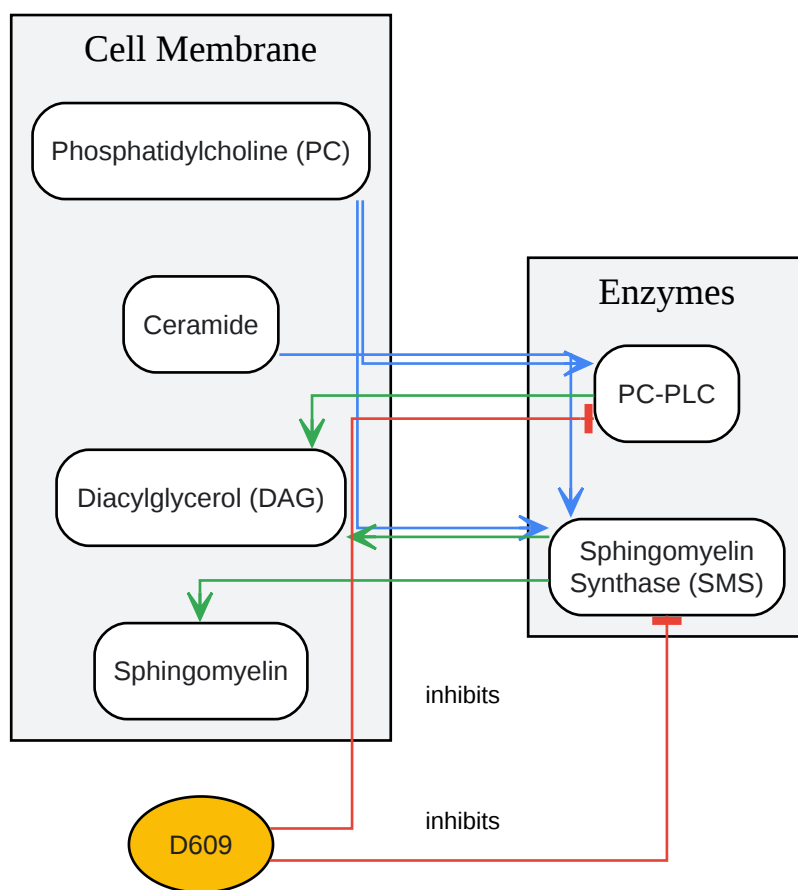 Cell Membrane
Phosphatidylcholine (PC)
Ceramide
Diacylglycerol (DAG)
Sphingomyelin
Enzymes
PC-PLC
Sphingomyelin
Synthase (SMS)
inhibits
inhibits
D609